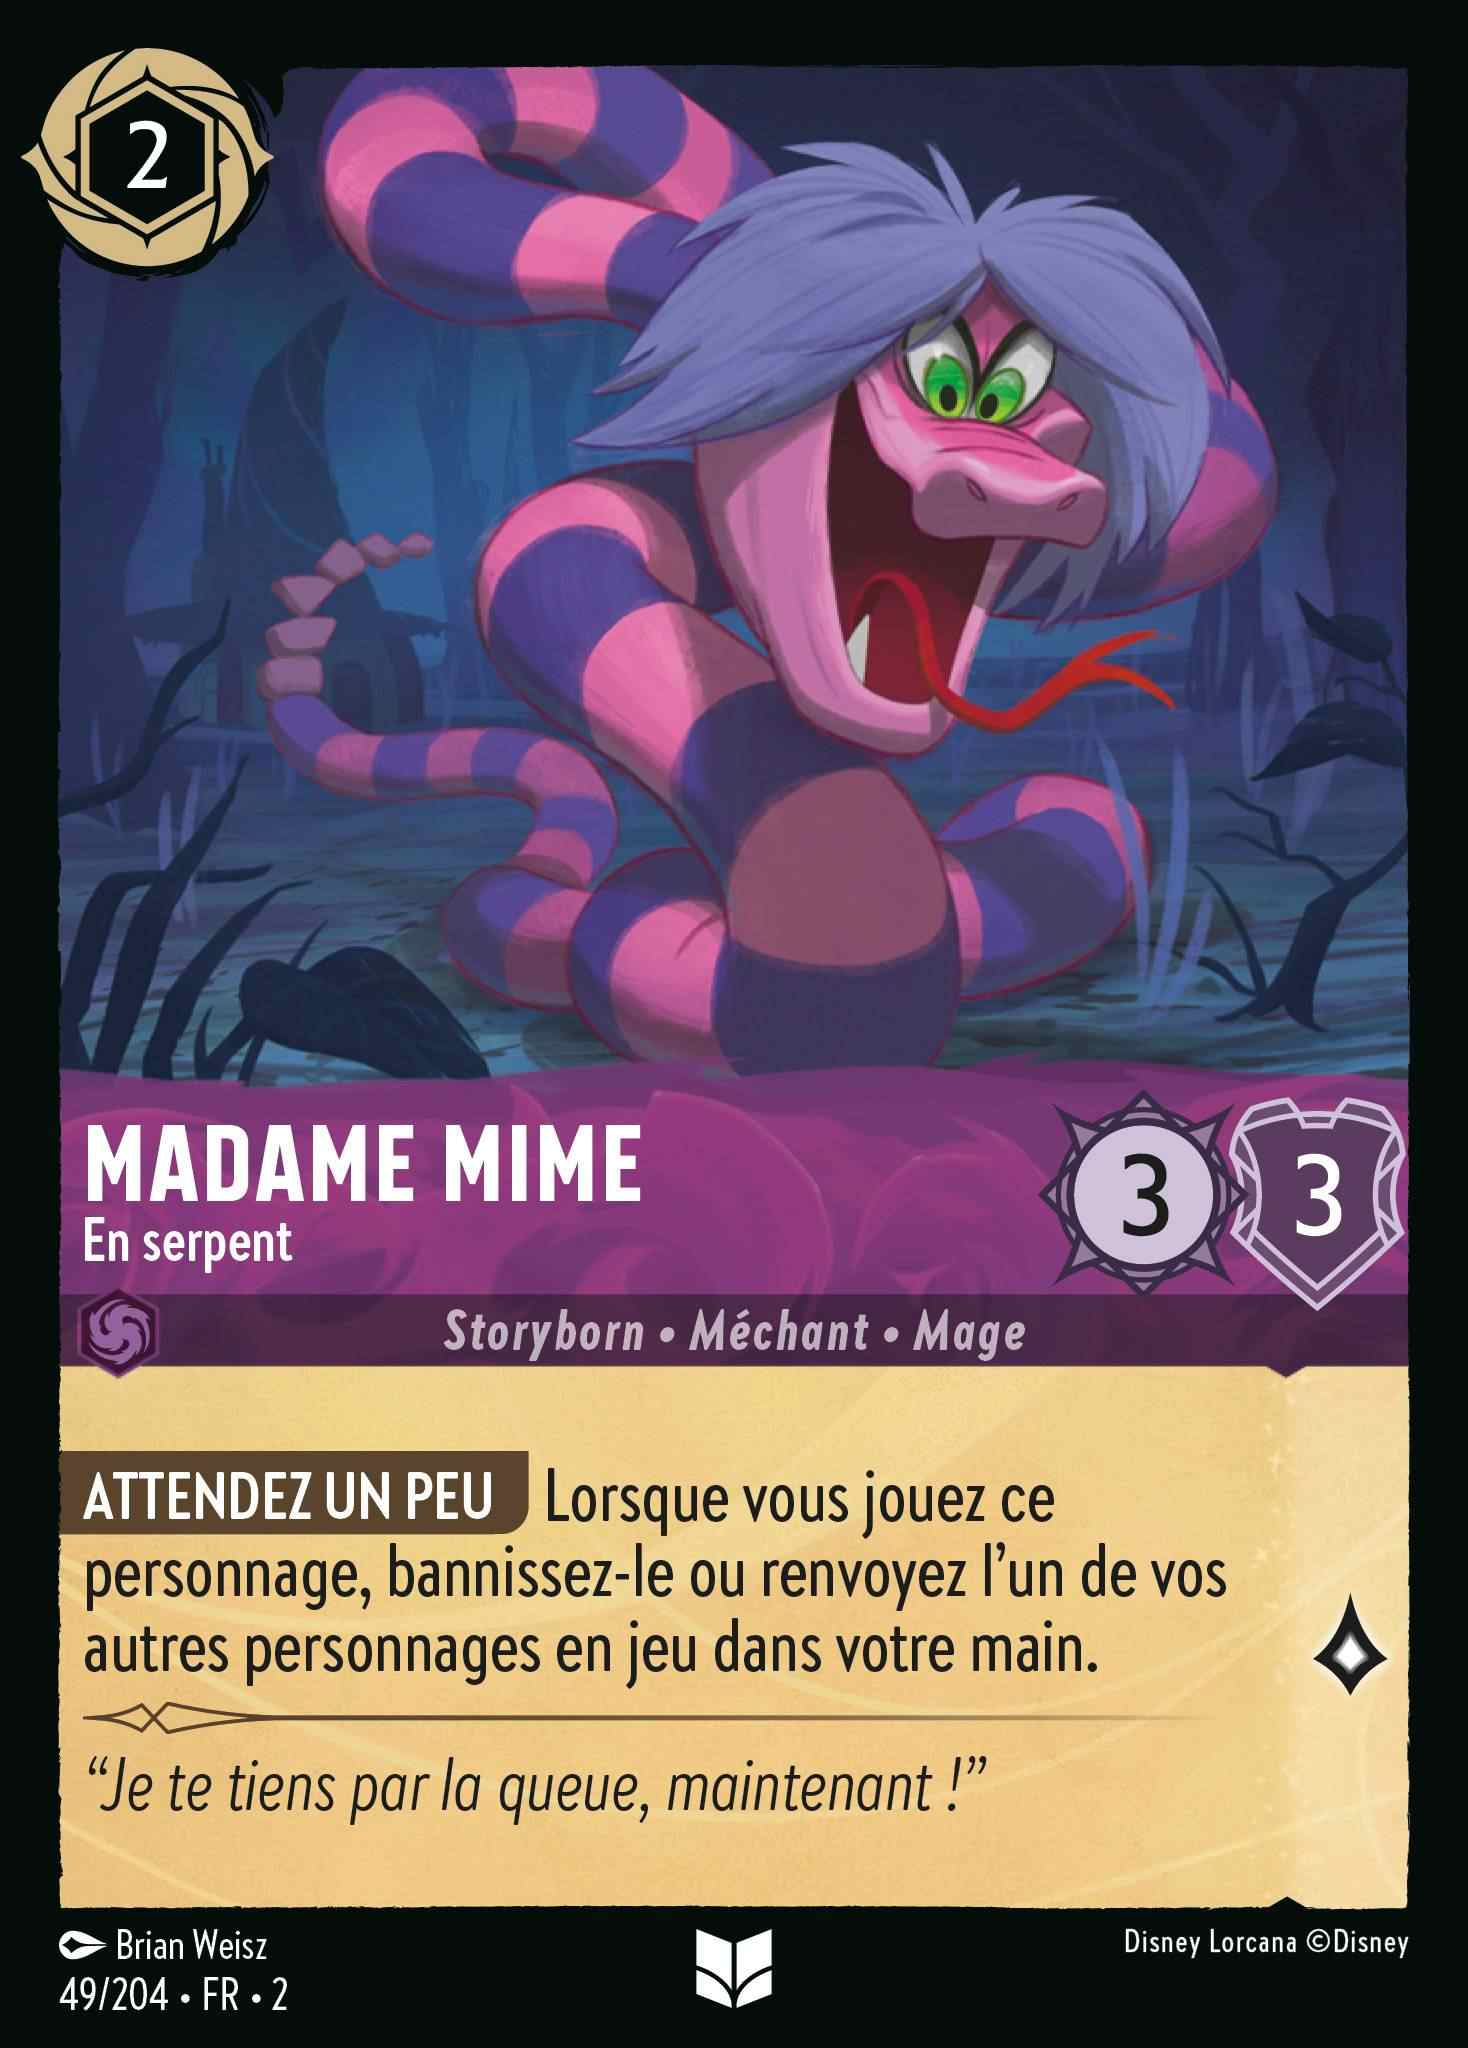 2
MADAME MIME
En serpent
3
3
Storyborn • Méchant • Mage
ATTENDEZ UN PEU Lorsque vous jouez ce
personnage, bannissez-le ou renvoyez l’un de vos
autres personnages en jeu dans votre main.
“Je te tiens par la queue, maintenant !”
Brian Weisz
49/204 • FR • 2
Disney Lorcana ©Disney